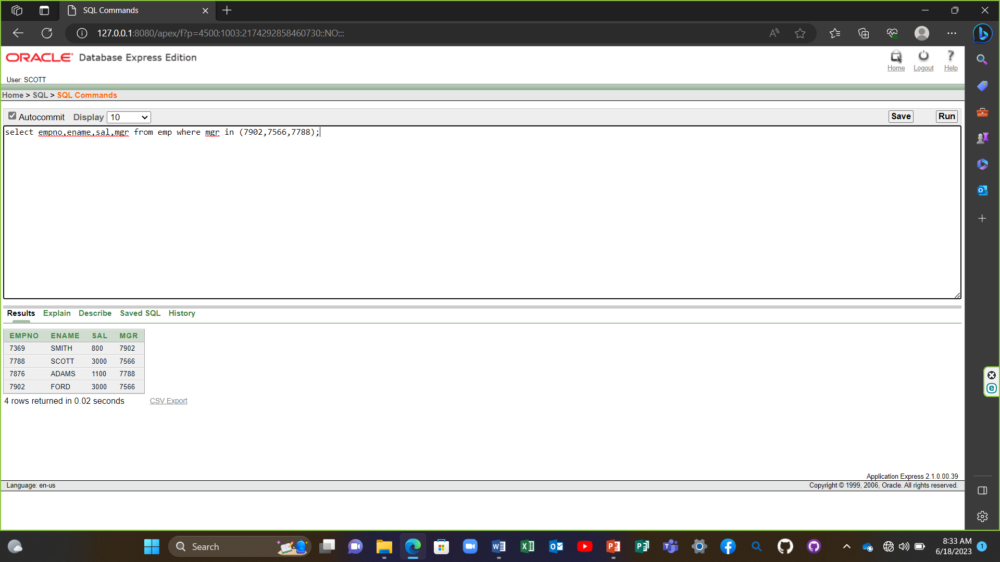 SQL Commands
127.0.0.1:8080/apex/f?p=4500:1003:2174292858460730::NO:::
ORACLE Database Express Edition
Home Logout Help
User: SCOTT
Home > SQL > SQL Commands
Autocommit Display 10 Save Run
select empno,ename,sal,mgr from emp where mgr in (7902,7566,7788);
Results Explain Describe Saved SQL History
EMPNO ENAME SAL MGR
7369 SMITH 800 7902
7788 SCOTT 3000 7566
7876 ADAMS 1100 7788
7902 FORD 3000 7566
4 rows returned in 0.02 seconds CSV Export
Application Express 2.1.0.00.39
Language: en-us Copyright © 1999, 2006, Oracle. All rights reserved.
Search
8:33 AM
6/18/2023
1